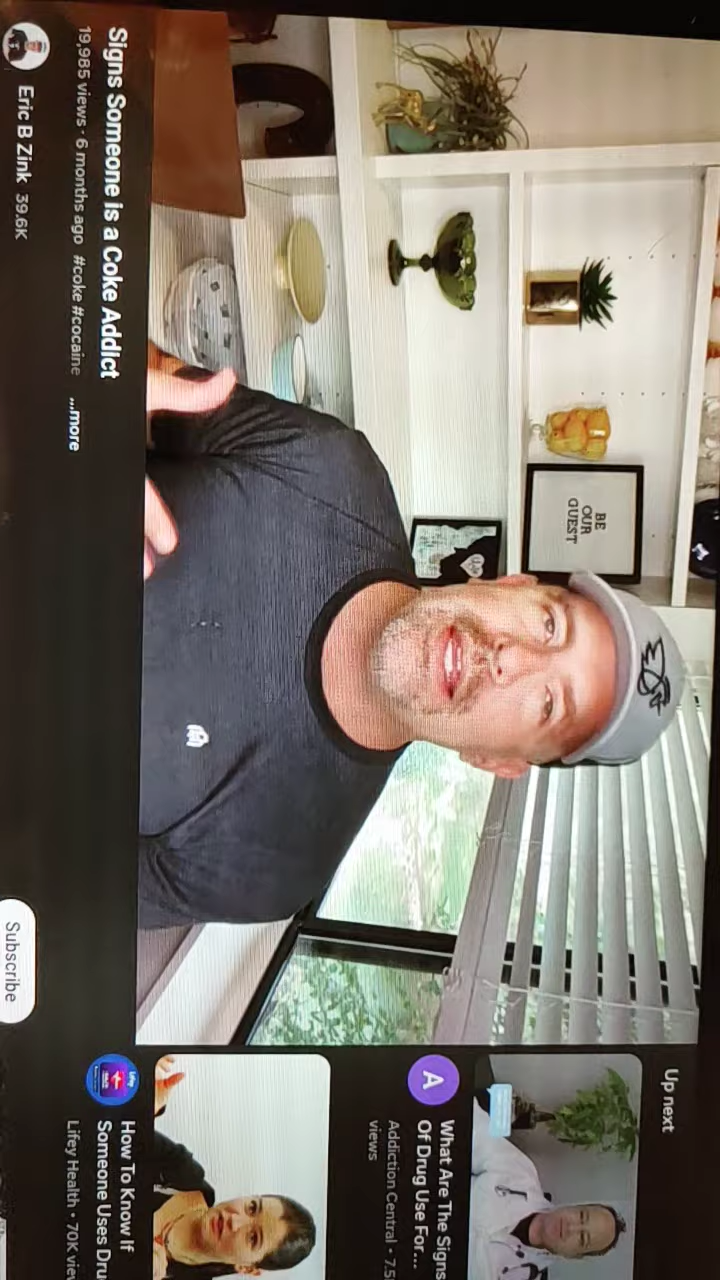 BE
OUR
GUEST
Signs Someone is a Coke Addict
19,985 views · 6 months ago #coke #cocaine ...more
Eric B Zink 39.6K
Subscribe
Up next
A
What Are The Signs
Of Drug Use For...
Addiction Central • 7.5
views
Lifey
How To Know If
Someone Uses Dru
Lifey Health • 70K view